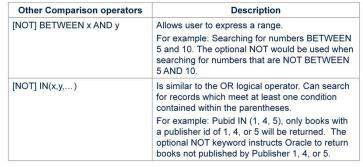 Other Comparison operators
Description
[NOT] BETWEEN x AND y
Allows user to express a range.
For example: Searching for numbers BETWEEN
5 and 10. The optional NOT would be used when
searching for numbers that are NOT BETWEEN
5 AND 10.
[NOT] IN(x,y,…)
Is similar to the OR logical operator. Can search
for records which meet at least one condition
contained within the parentheses.
For example: Pubid IN (1, 4, 5), only books with
a publisher id of 1, 4, or 5 will be returned. The
optional NOT keyword instructs Oracle to return
books not published by Publisher 1, 4, or 5.